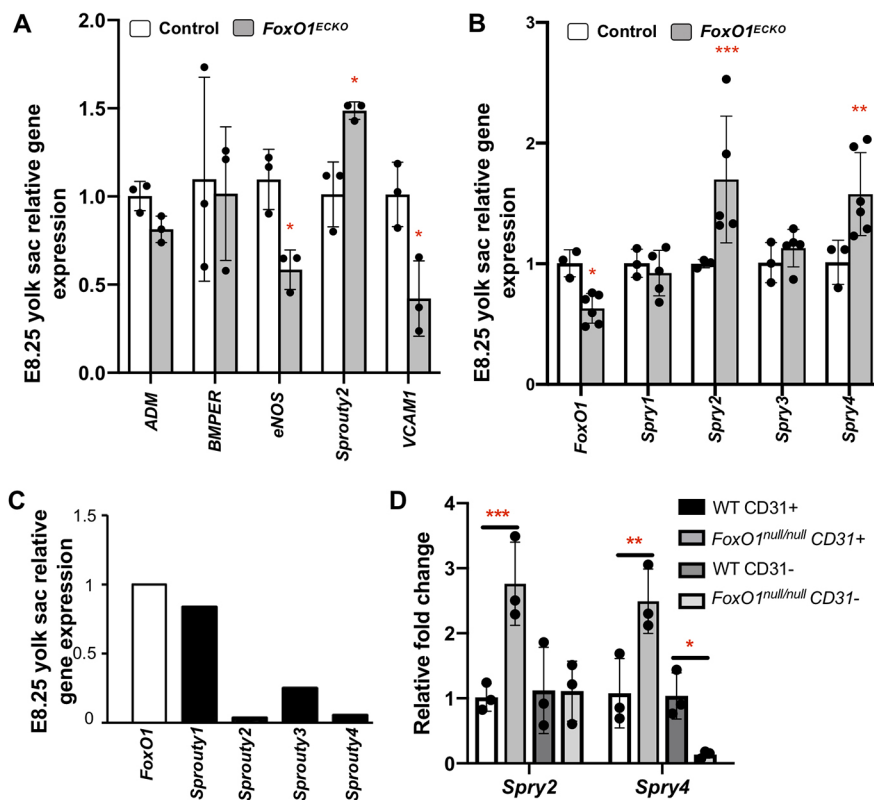 A
Control
FoxO1ECKO
E8.25 yolk sac relative gene
expression
2.0
1.5
1.0
0.5
0.0
*
*
*
ADM
BMPER
eNOS
Sprouty2
VCAM1
B
Control
FoxO1ECKO
E8.25 yolk sac relative gene
expression
3
2
1
0
*
***
**
FoxO1
Spry1
Spry2
Spry3
Spry4
C
E8.25 yolk sac relative
gene expression
1.5
1
0.5
0
FoxO1
Sprouty1
Sprouty2
Sprouty3
Sprouty4
D
Relative fold change
4
3
2
1
0
***
**
*
Spry2
Spry4
WT CD31+
FoxO1null/null CD31+
WT CD31-
FoxO1null/null CD31-